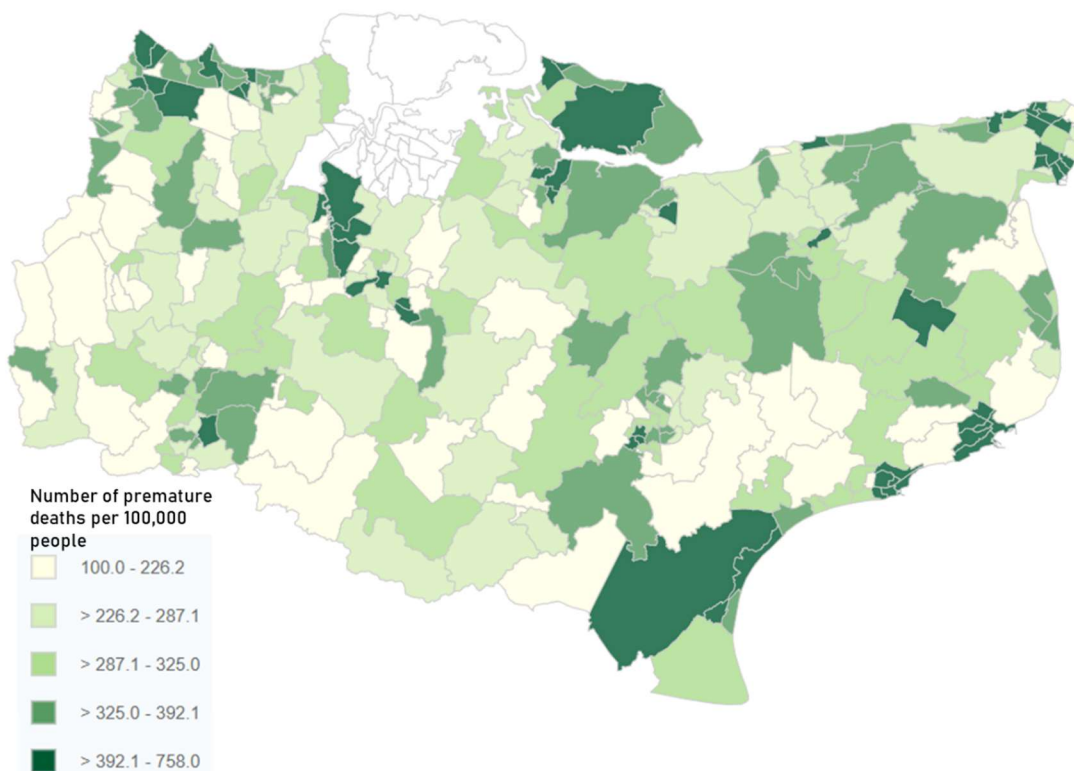 Number of premature
deaths per 100,000
people
100.0 - 226.2
> 226.2 - 287.1
> 287.1 - 325.0
> 325.0 - 392.1
> 392.1 - 758.0